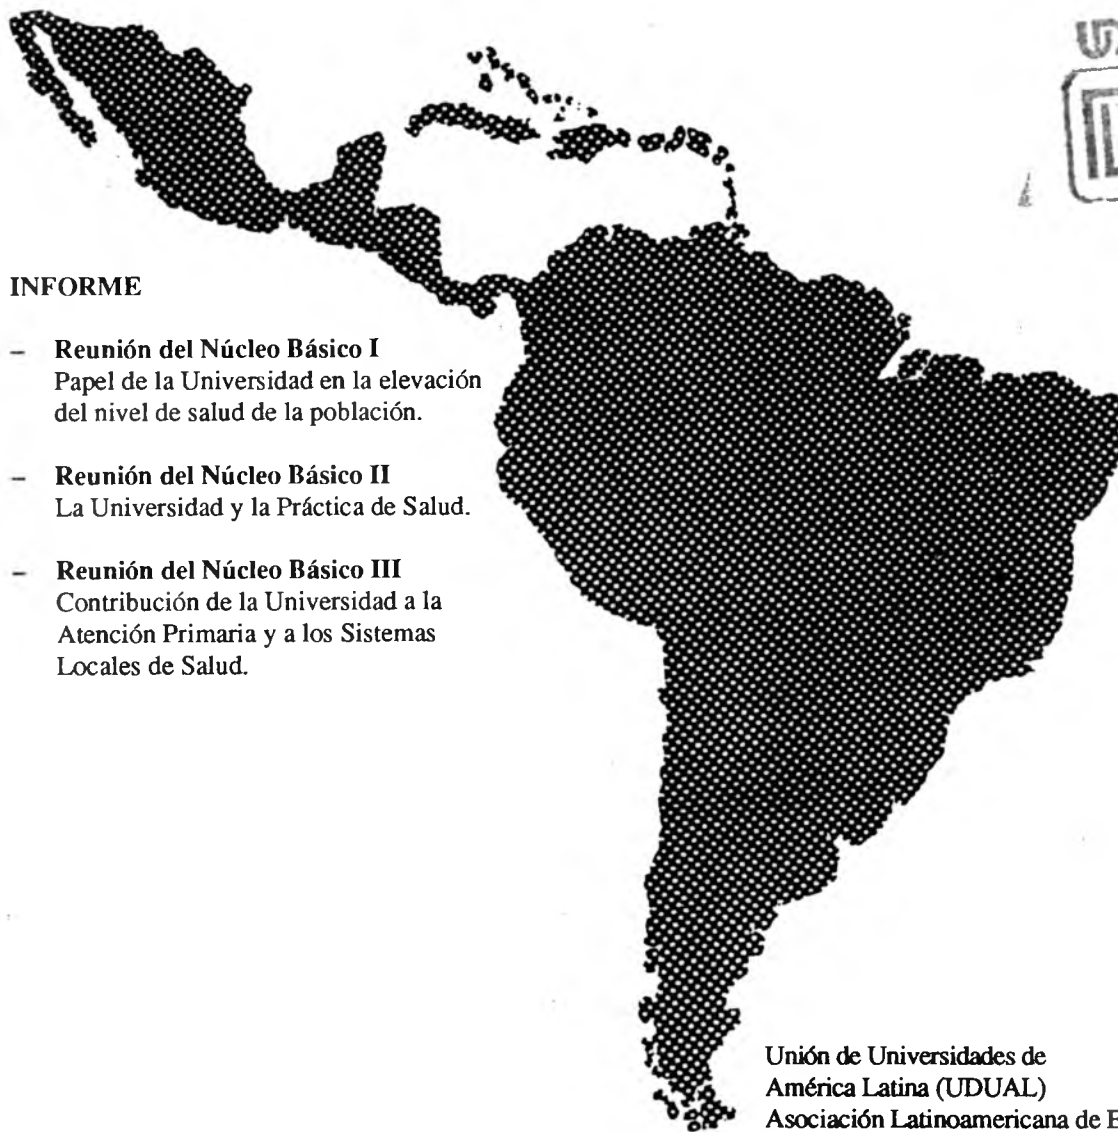 INFORME
– Reunión del Núcleo Básico I
Papel de la Universidad en la elevación
del nivel de salud de la población.
– Reunión del Núcleo Básico II
La Universidad y la Práctica de Salud.
– Reunión del Núcleo Básico III
Contribución de la Universidad a la
Atención Primaria y a los Sistemas
Locales de Salud.
Unión de Universidades de
América Latina (UDUAL)
Asociación Latinoamericana de